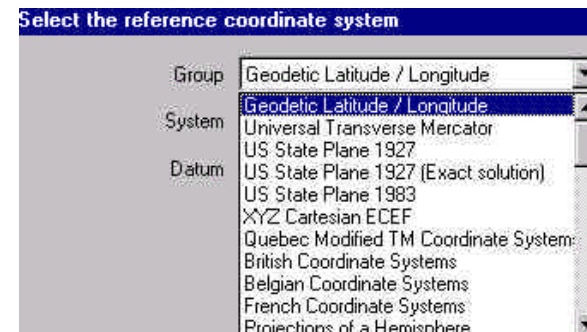 Select the reference coordinate system
Group Geodetic Latitude / Longitude
Geodetic Latitude / Longitude
System
Universal Transverse Mercator
US State Plane 1927
Datum
US State Plane 1927 (Exact solution)
US State Plane 1983
XYZ Cartesian ECEF
Quebec Modified TM Coordinate System
British Coordinate Systems
Belgian Coordinate Systems
French Coordinate Systems
Projections of a Hemisphere